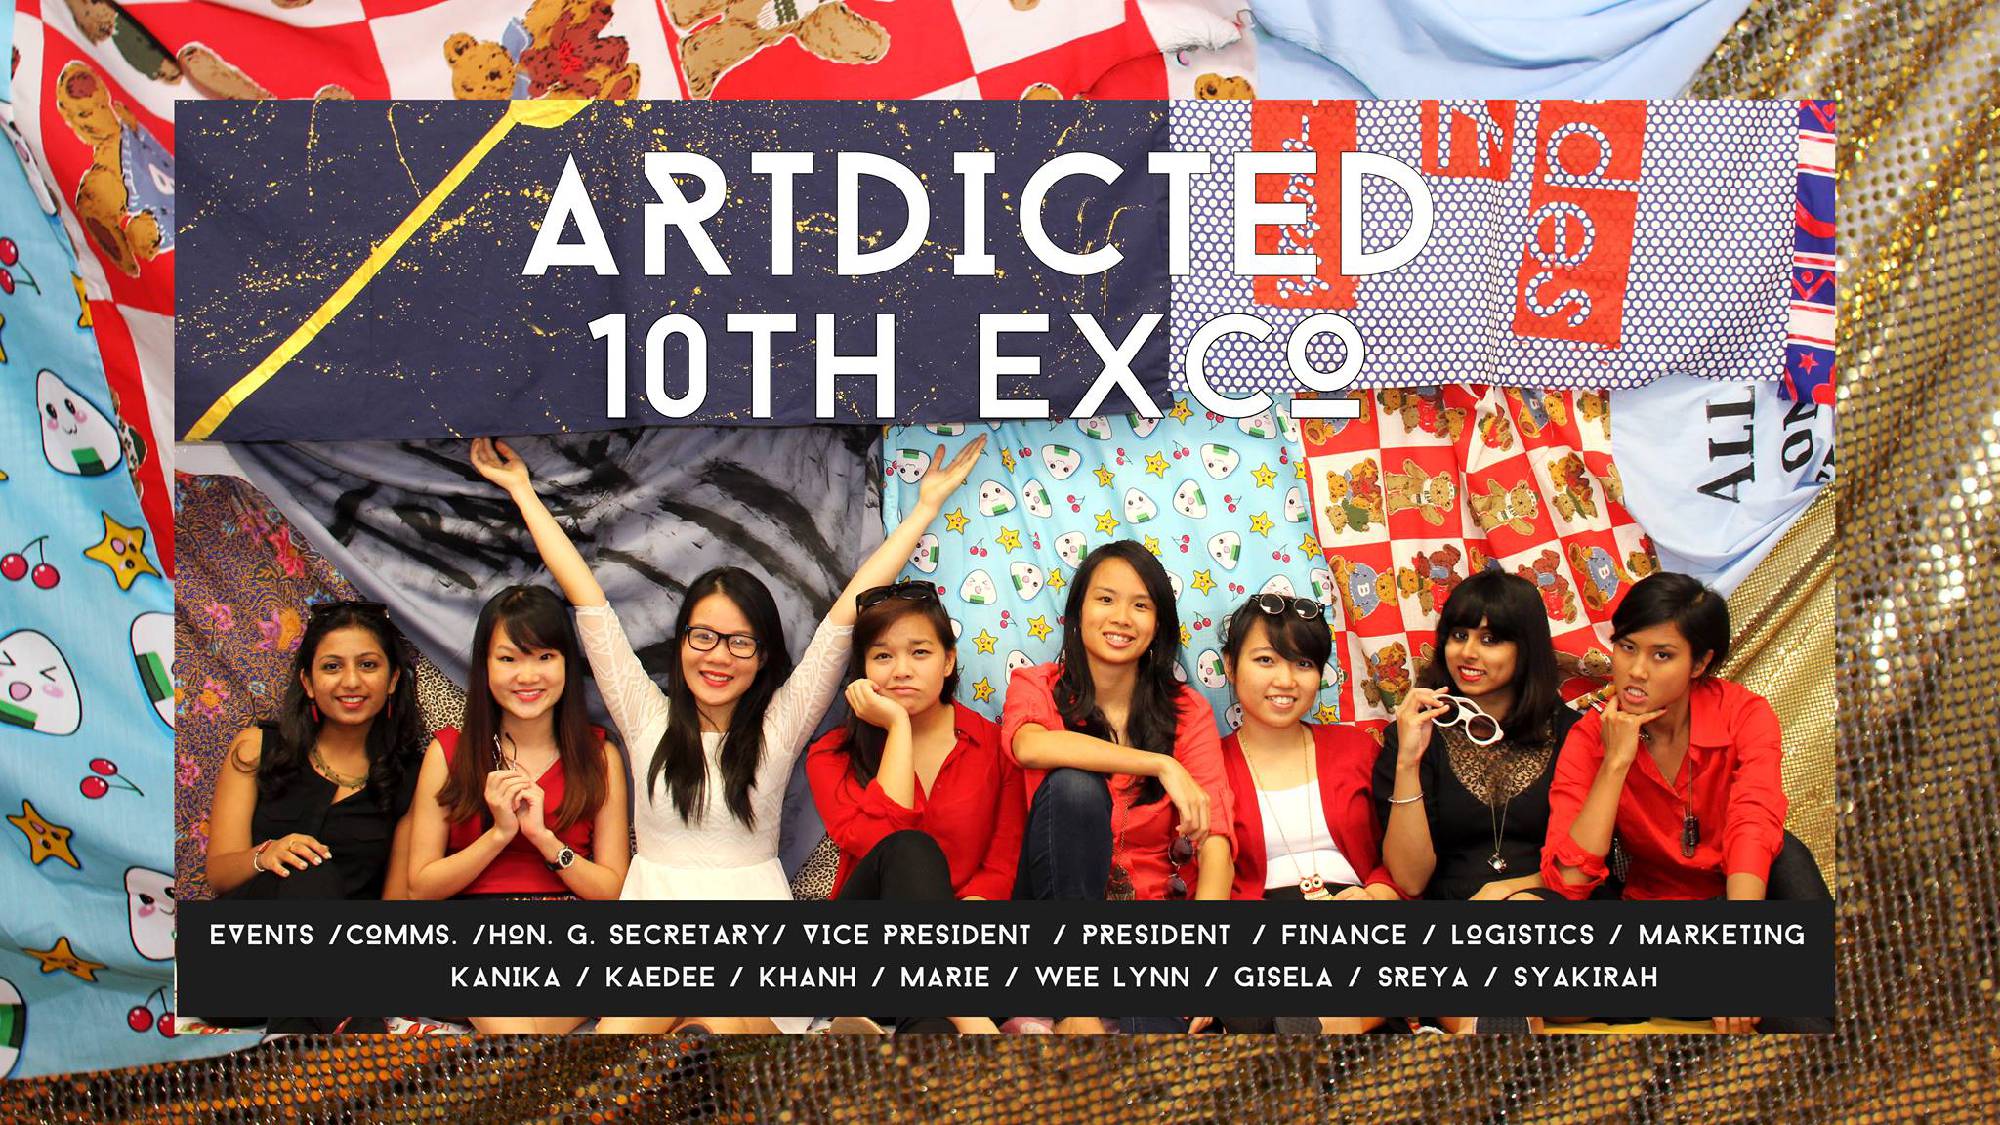 ARTDICTED
10TH EXCO
ALL
EVENTS /COMMS. /HON. G. SECRETARY/ VICE PRESIDENT / PRESIDENT / FINANCE / LOGISTICS / MARKETING
KANIKA / KAEDEE / KHANH / MARIE / WEE LYNN / GISELA / SREYA / SYAKIRAH